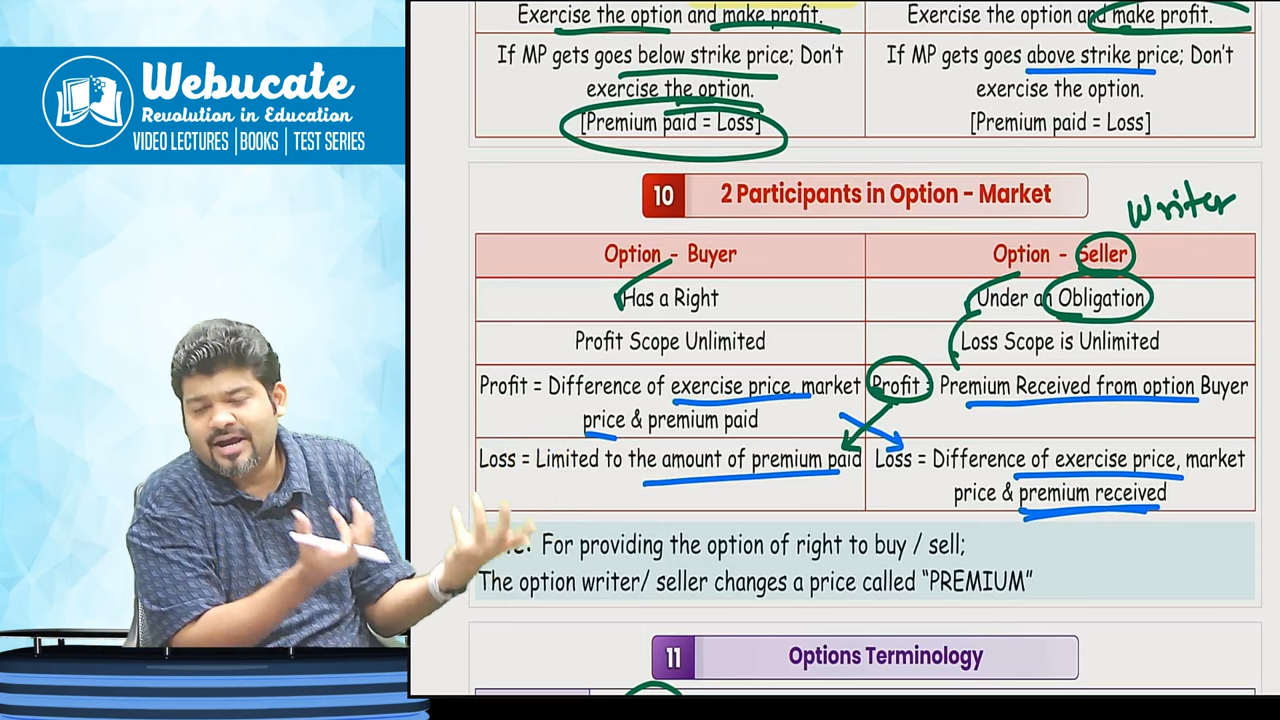 Webucate
Revolution in Education
VIDEO LECTURES | BOOKS | TEST SERIES
Exercise the option and make profit.
Exercise the option and make profit.
If MP gets goes below strike price; Don't
exercise the option.
[Premium paid = Loss]
If MP gets goes above strike price; Don't
exercise the option.
[Premium paid = Loss]
10 2 Participants in Option - Market
Writer
Option - Buyer
Option - Seller
Has a Right
Under an Obligation
Profit Scope Unlimited
Loss Scope is Unlimited
Profit = Difference of exercise price, market
price & premium paid
Profit = Premium Received from option Buyer
Loss = Limited to the amount of premium paid
Loss = Difference of exercise price, market
price & premium received
For providing the option of right to buy / sell;
The option writer/ seller changes a price called "PREMIUM"
11 Options Terminology